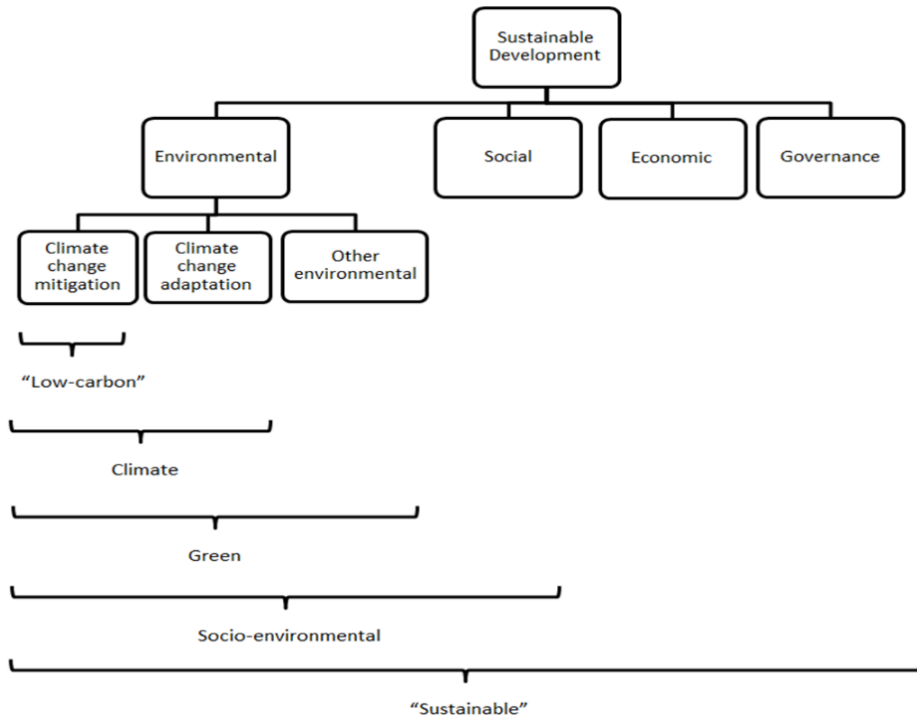 Sustainable
Development
Environmental
Social
Economic
Governance
Climate
change
mitigation
Climate
change
adaptation
Other
environmental
“Low-carbon”
Climate
Green
Socio-environmental
“Sustainable”